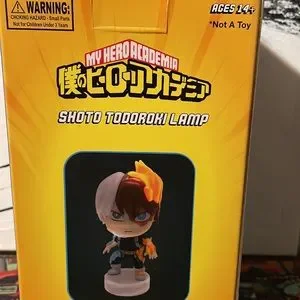 WARNING:
CHOKING HAZARD - Small Parts
Not for Children Under 3 Years
AGES 14+
*Not A Toy
MY HERO ACADEMIA
僕のヒーローアカデミア
SHOTO TODOROKI LAMP